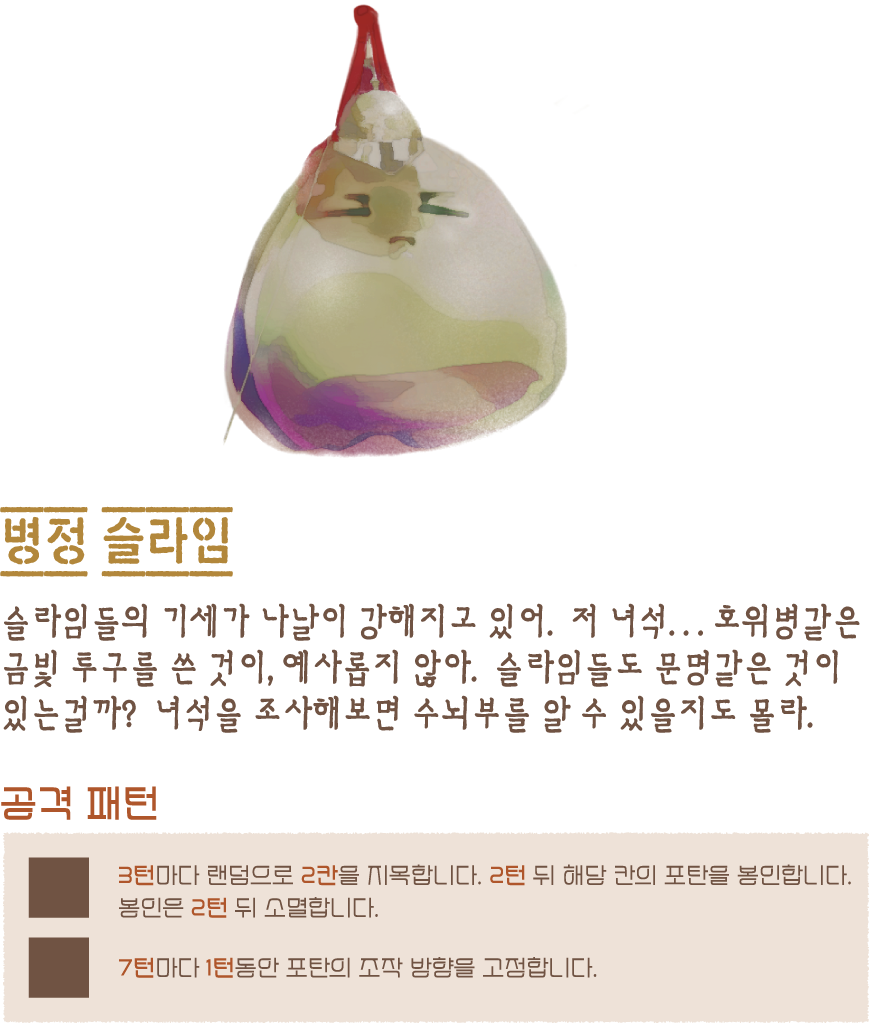 병정 슬라임
슬라임들의 기세가 나날이 강해지고 있어. 저 녀석... 호위병같은
금빛 투구를 쓴 것이, 예사롭지 않아. 슬라임들도 문명같은 것이
있는걸까? 녀석을 조사해보면 수뇌부를 알 수 있을지도 몰라.
공격 패턴
3턴마다 랜덤으로 2칸을 지목합니다. 2턴 뒤 해당 칸의 포탄을 봉인합니다.
봉인은 2턴 뒤 소멸합니다.
7턴마다 1턴동안 포탄의 조작 방향을 고정합니다.